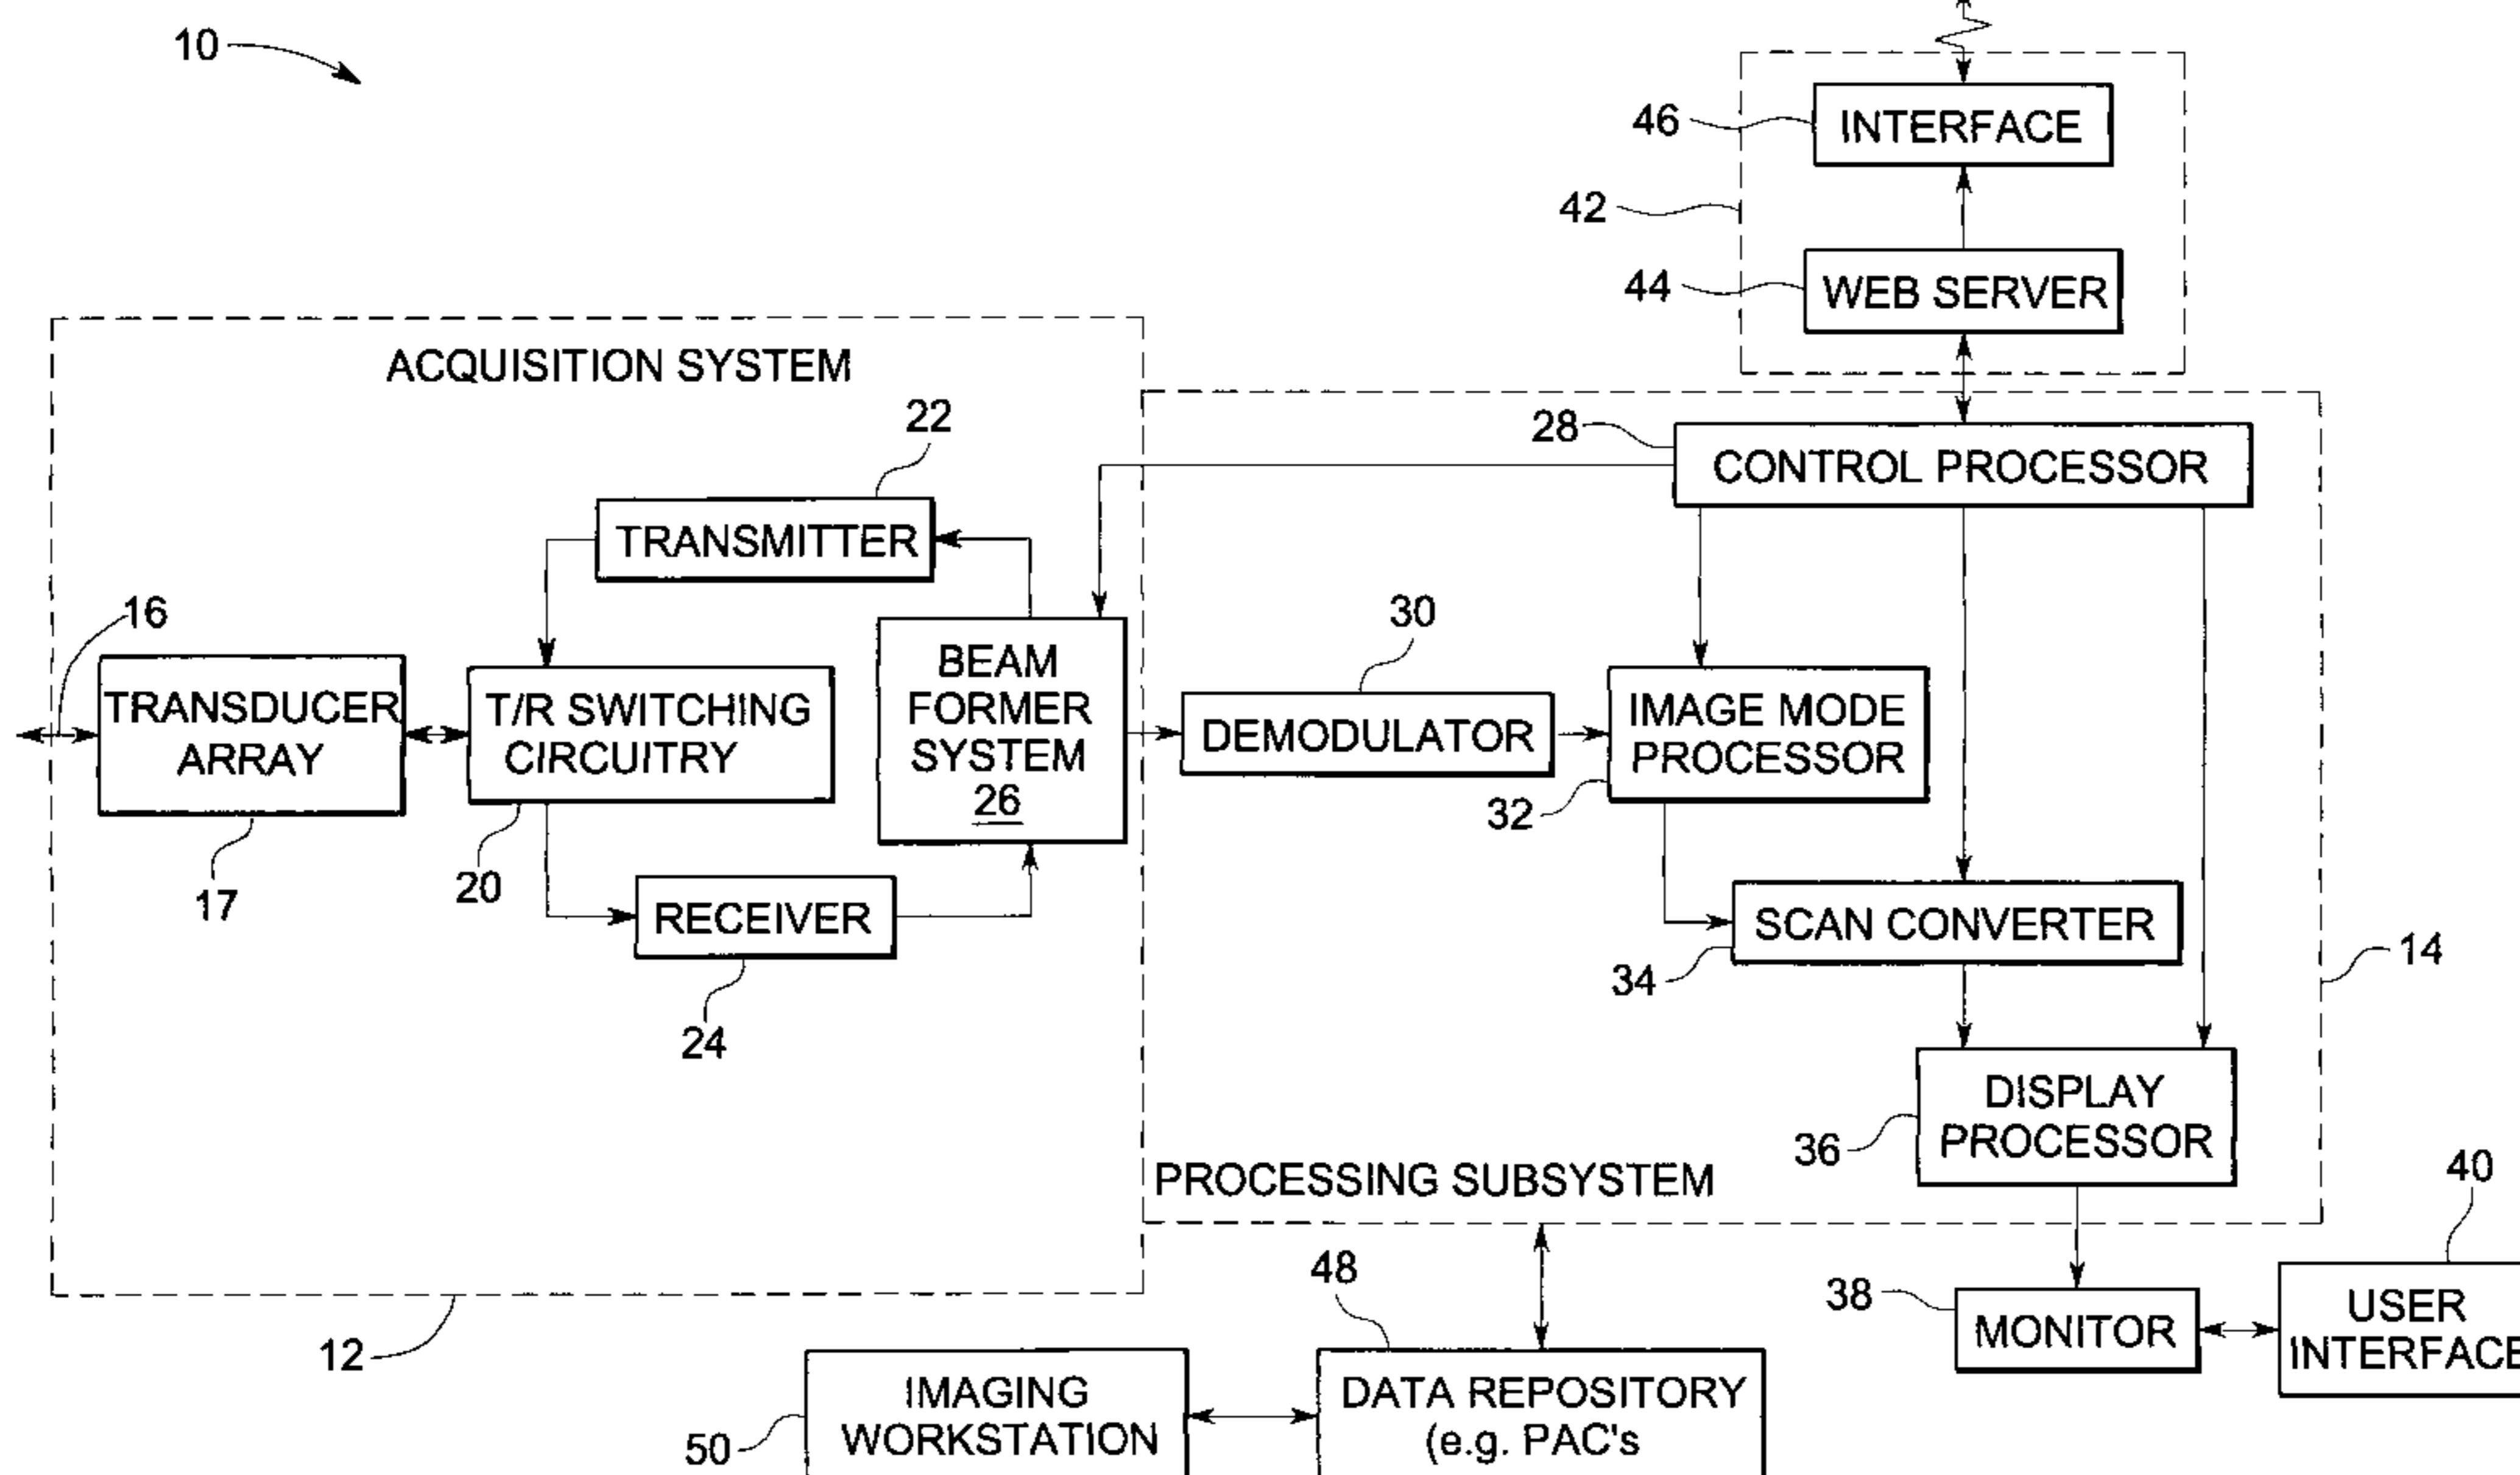 10
46
INTERFACE
42
44
WEB SERVER
ACQUISITION SYSTEM
22
28
CONTROL PROCESSOR
TRANSMITTER
16
30
TRANSDUCER
ARRAY
T/R SWITCHING
CIRCUITRY
BEAM
FORMER
SYSTEM
26
DEMODULATOR
IMAGE MODE
PROCESSOR
32
17
20
RECEIVER
24
SCAN CONVERTER
34
14
DISPLAY
PROCESSOR
36
PROCESSING SUBSYSTEM
40
48
38
MONITOR
USER
INTERFACE
12
IMAGING
WORKSTATION
50
DATA REPOSITORY
(e.g. PAC's